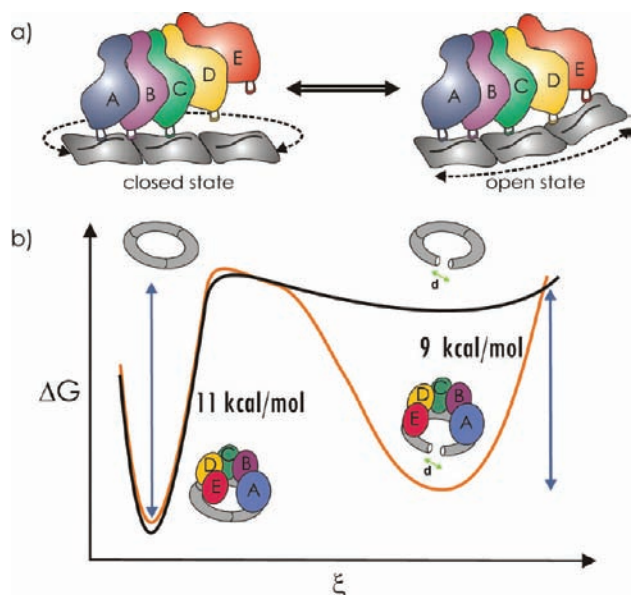 a)
A B C D E
A B C D E
closed state
open state
b)
d
ΔG
11 kcal/mol
9 kcal/mol
D C B
E A
d
D C B
E A
ξ